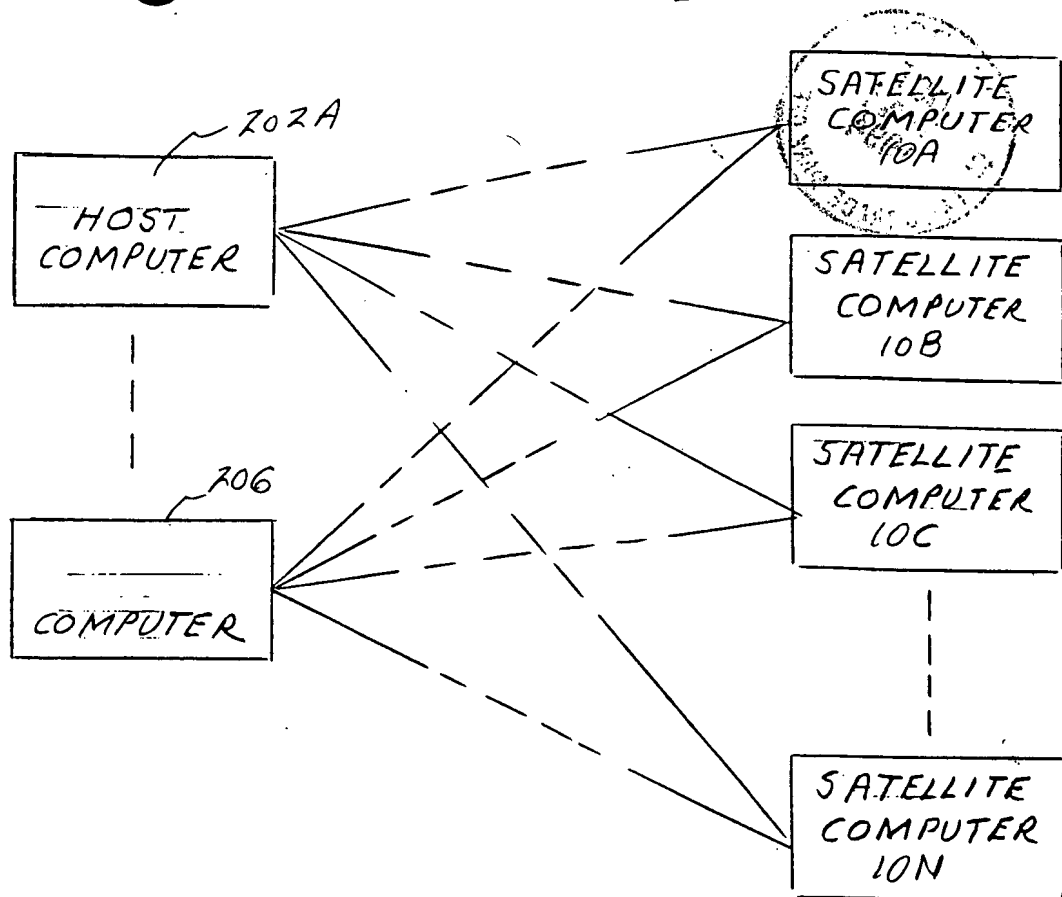 202A
HOST
COMPUTER
206
COMPUTER
SATELLITE
COMPUTER
10A
SATELLITE
COMPUTER
10B
SATELLITE
COMPUTER
10C
SATELLITE
COMPUTER
10N